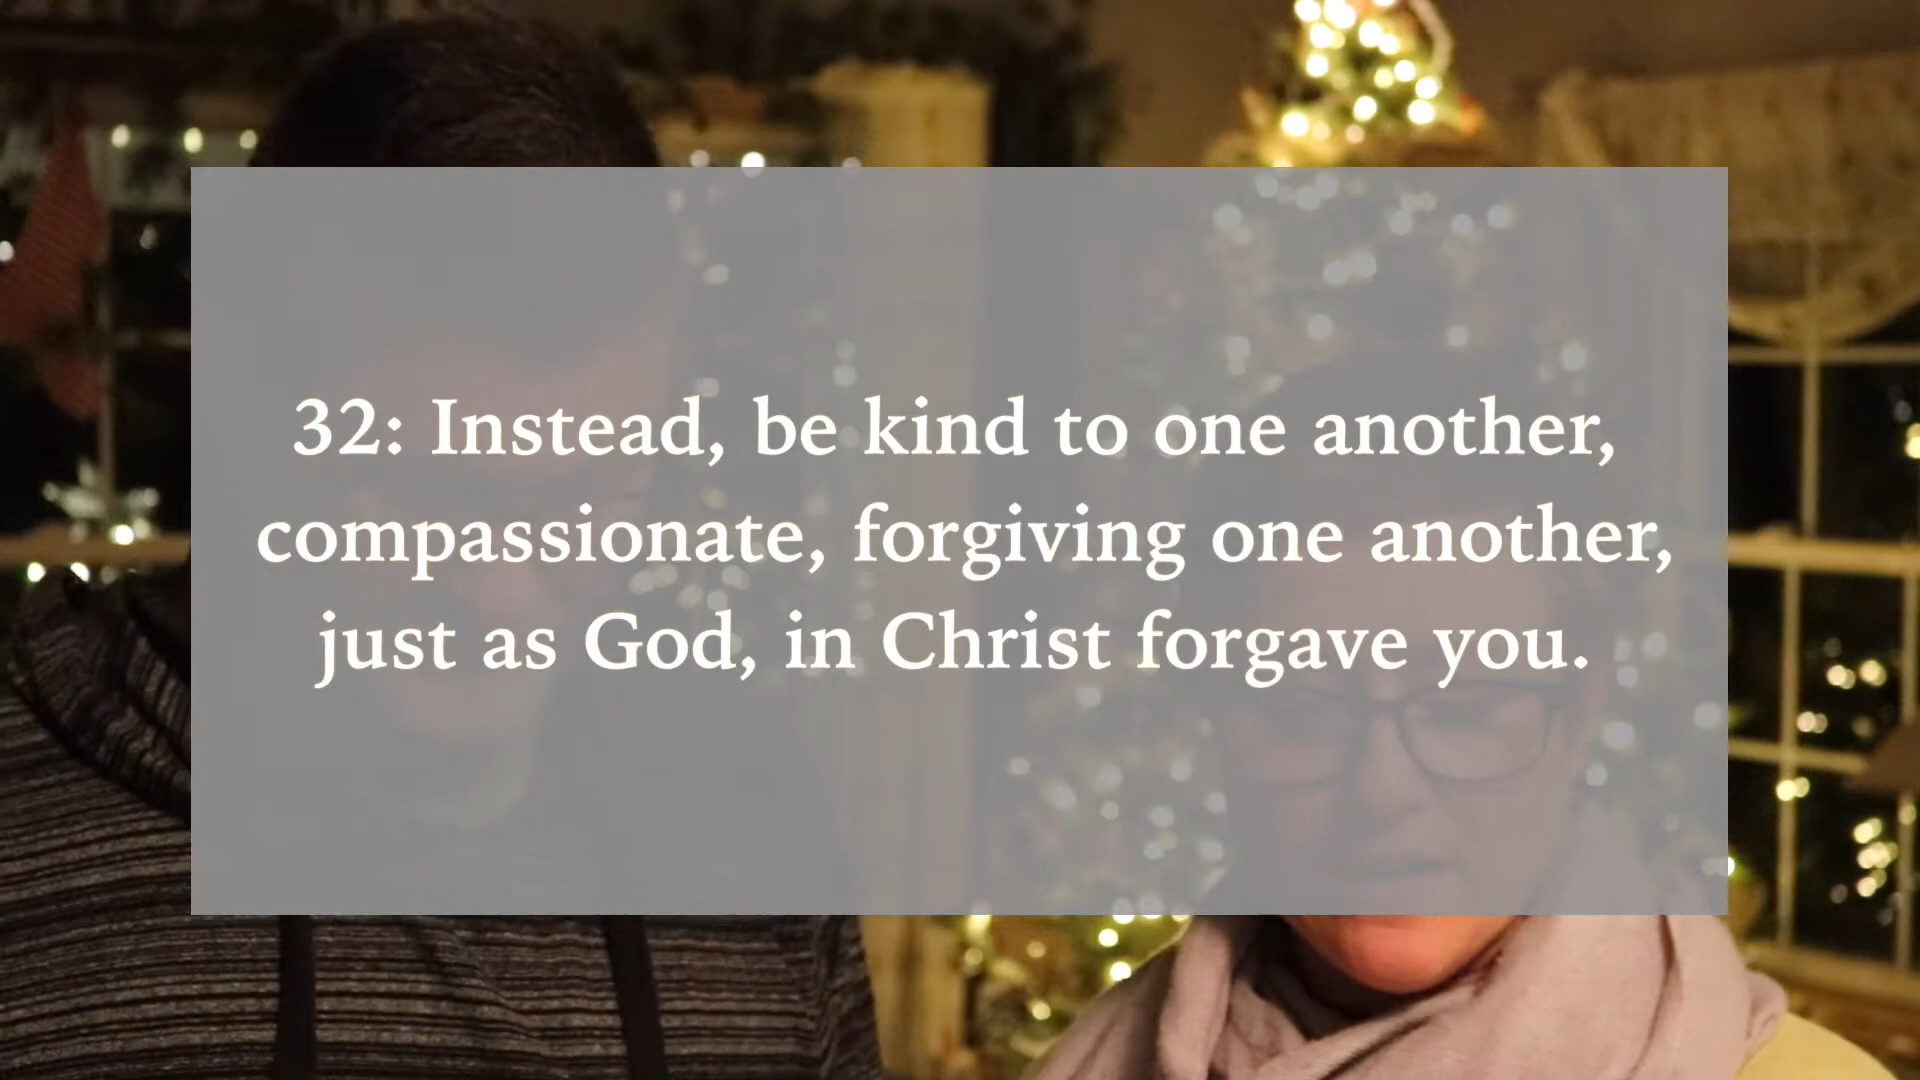 32: Instead, be kind to one another,
compassionate, forgiving one another,
just as God, in Christ forgave you.